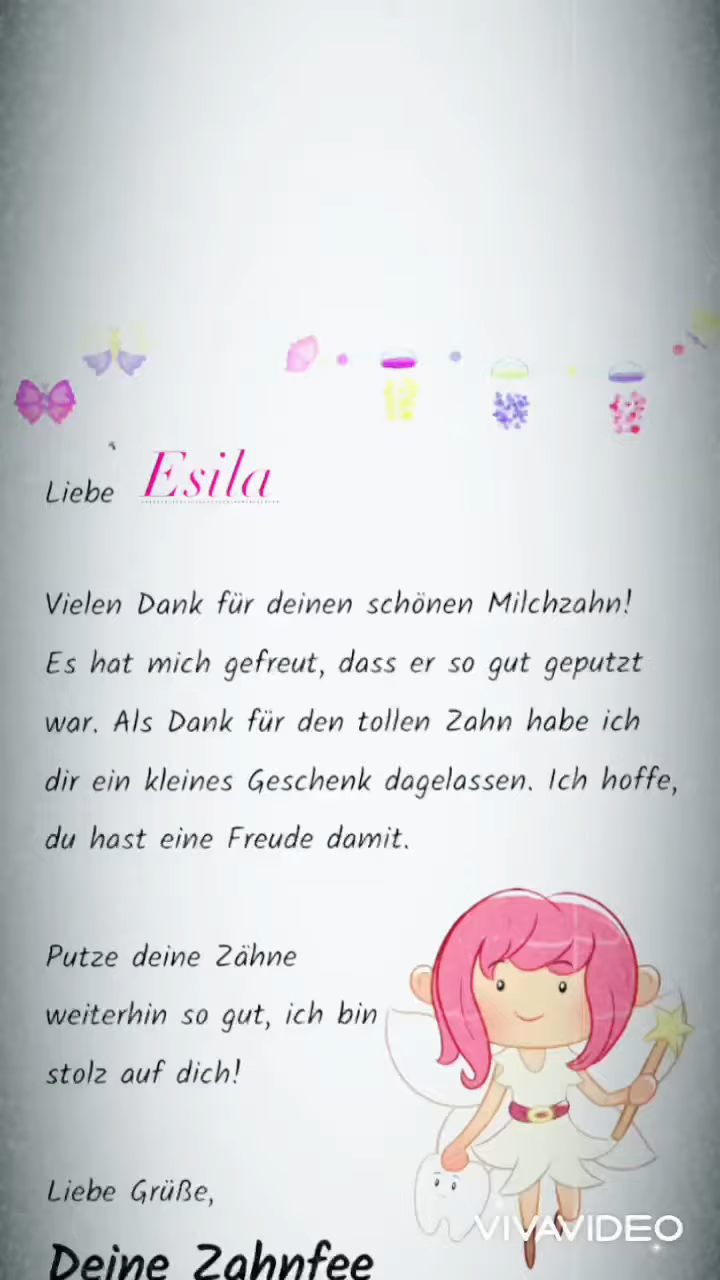 Liebe Esila
Vielen Dank für deinen schönen Milchzahn!
Es hat mich gefreut, dass er so gut geputzt
war. Als Dank für den tollen Zahn habe ich
dir ein kleines Geschenk dagelassen. Ich hoffe,
du hast eine Freude damit.
Putze deine Zähne
weiterhin so gut, ich bin
stolz auf dich!
Liebe Grüße,
Deine Zahnfee
VIVAVIDEO